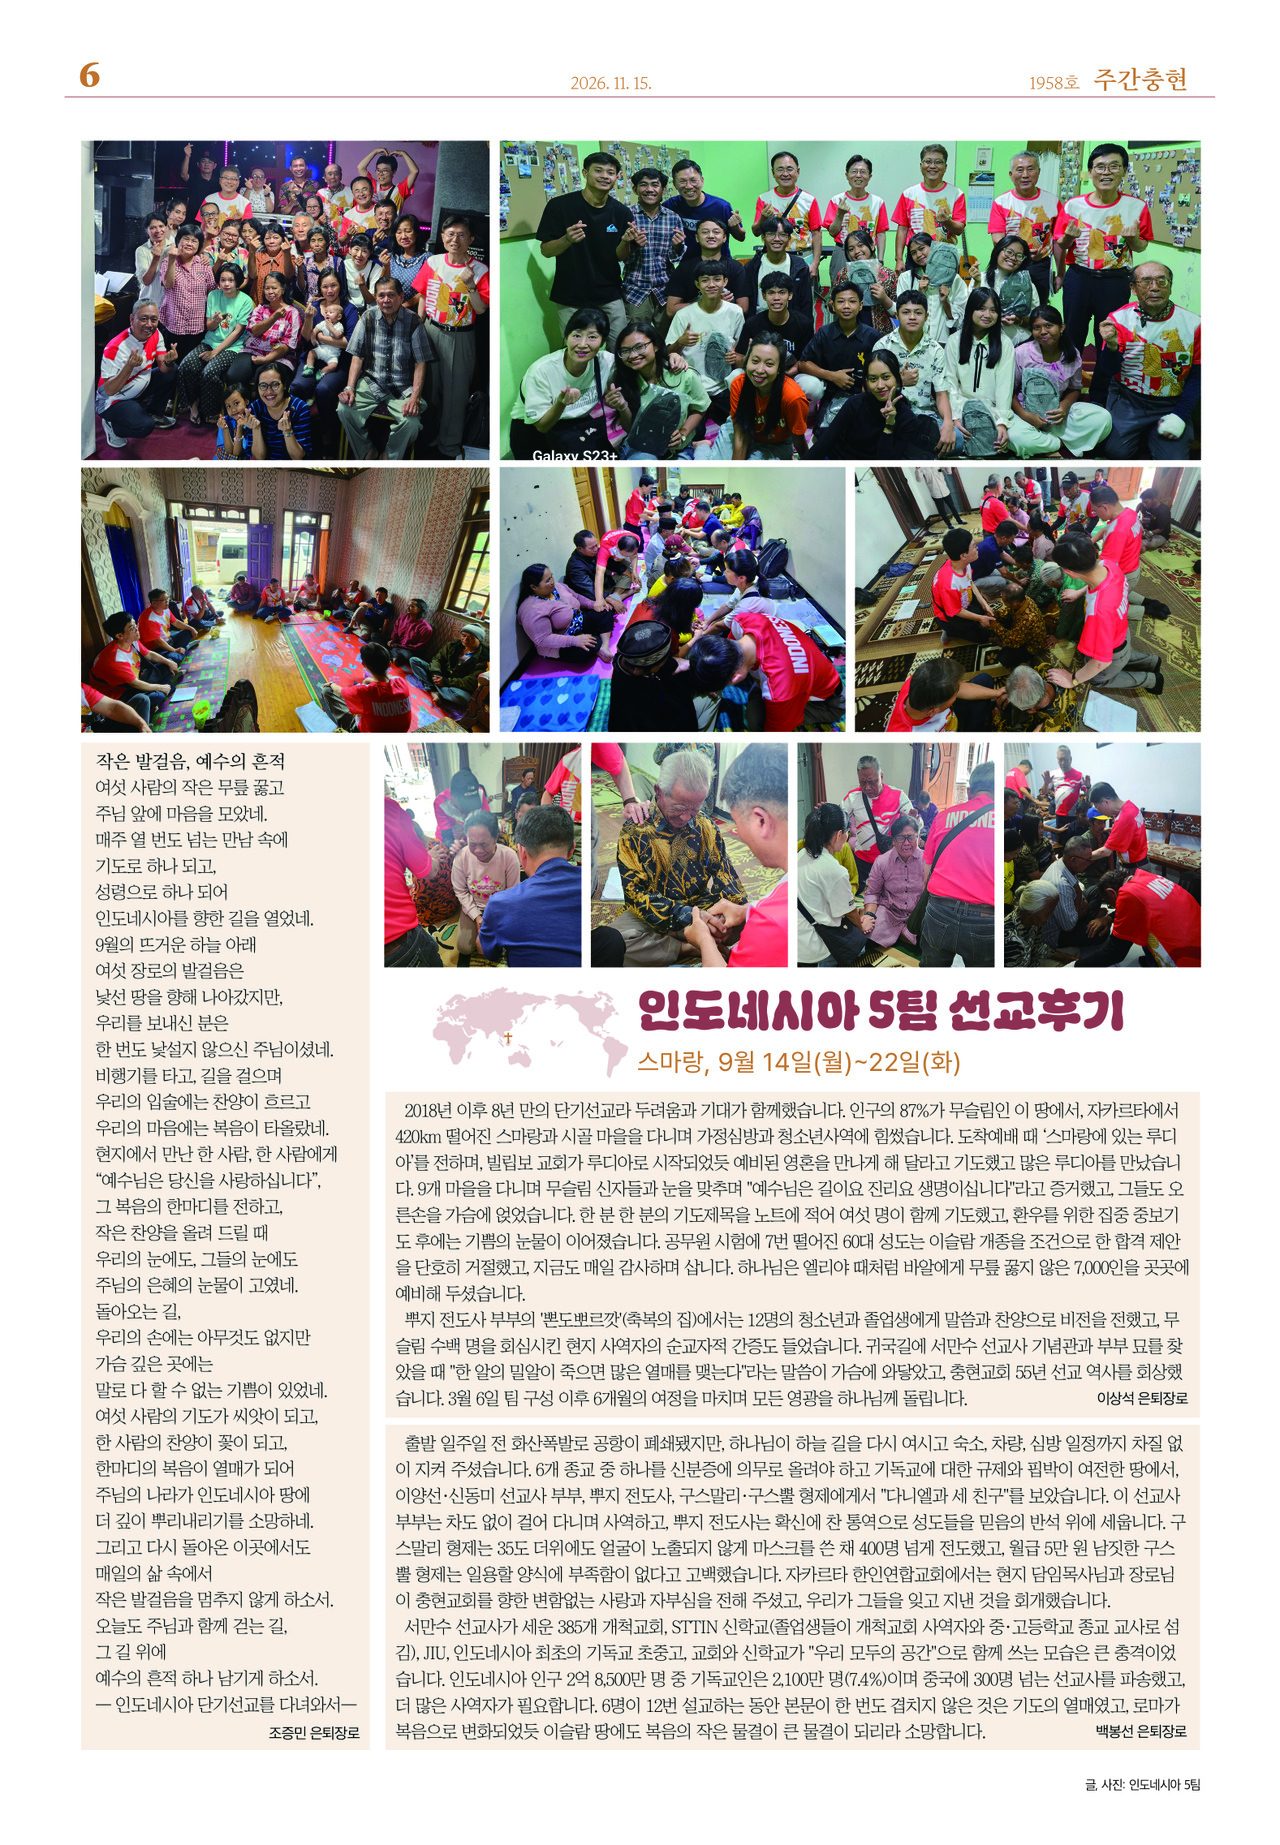 6
2026. 11. 15.
1958호 주간충현
Galaxy S23+
작은 발걸음, 예수의 흔적
여섯 사람의 작은 무릎 꿇고
주님 앞에 마음을 모았네.
매주 열 번도 넘는 만남 속에
기도로 하나 되고,
성령으로 하나 되어
인도네시아를 향한 길을 열었네.
9월의 뜨거운 하늘 아래
여섯 장로의 발걸음은
낯선 땅을 향해 나아갔지만,
우리를 보내신 분은
한 번도 낯설지 않으신 주님이셨네.
비행기를 타고, 길을 걸으며
우리의 입술에는 찬양이 흐르고
우리의 마음에는 복음이 타올랐네.
현지에서 만난 한 사람, 한 사람에게
“예수님은 당신을 사랑하십니다”,
그 복음의 한마디를 전하고,
작은 찬양을 올려 드릴 때
우리의 눈에도, 그들의 눈에도
주님의 은혜의 눈물이 고였네.
돌아오는 길,
우리의 손에는 아무것도 없지만
가슴 깊은 곳에는
말로 다 할 수 없는 기쁨이 있었네.
여섯 사람의 기도가 씨앗이 되고,
한 사람의 찬양이 꽃이 되고,
한마디의 복음이 열매가 되어
주님의 나라가 인도네시아 땅에
더 깊이 뿌리내리기를 소망하네.
그리고 다시 돌아온 이곳에서도
매일의 삶 속에서
작은 발걸음을 멈추지 않게 하소서.
오늘도 주님과 함께 걷는 길,
그 길 위에
예수의 흔적 하나 남기게 하소서.
— 인도네시아 단기선교를 다녀와서—
조증민 은퇴장로
인도네시아 5팀 선교후기
스마랑, 9월 14일(월)~22일(화)
2018년 이후 8년 만의 단기선교라 두려움과 기대가 함께했습니다. 인구의 87%가 무슬림인 이 땅에서, 자카르타에서
420km 떨어진 스마랑과 시골 마을을 다니며 가정심방과 청소년사역에 힘썼습니다. 도착예배 때 ‘스마랑에 있는 루디
아’를 전하며, 빌립보 교회가 루디아로 시작되었듯 예비된 영혼을 만나게 해 달라고 기도했고 많은 루디아를 만났습니
다. 9개 마을을 다니며 무슬림 신자들과 눈을 맞추며 "예수님은 길이요 진리요 생명이십니다"라고 증거했고, 그들도 오
른손을 가슴에 얹었습니다. 한 분 한 분의 기도제목을 노트에 적어 여섯 명이 함께 기도했고, 환우를 위한 집중 중보기
도 후에는 기쁨의 눈물이 이어졌습니다. 공무원 시험에 7번 떨어진 60대 성도는 이슬람 개종을 조건으로 한 합격 제안
을 단호히 거절했고, 지금도 매일 감사하며 삽니다. 하나님은 엘리야 때처럼 바알에게 무릎 꿇지 않은 7,000인을 곳곳에
예비해 두셨습니다.
뿌지 전도사 부부의 '뽄도뽀르깟'(축복의 집)에서는 12명의 청소년과 졸업생에게 말씀과 찬양으로 비전을 전했고, 무
슬림 수백 명을 회심시킨 현지 사역자의 순교자적 간증도 들었습니다. 귀국길에 서만수 선교사 기념관과 부부 묘를 찾
았을 때 "한 알의 밀알이 죽으면 많은 열매를 맺는다"라는 말씀이 가슴에 와닿았고, 충현교회 55년 선교 역사를 회상했
습니다. 3월 6일 팀 구성 이후 6개월의 여정을 마치며 모든 영광을 하나님께 돌립니다.
이상석 은퇴장로
출발 일주일 전 화산폭발로 공항이 폐쇄됐지만, 하나님이 하늘 길을 다시 여시고 숙소, 차량, 심방 일정까지 차질 없
이 지켜 주셨습니다. 6개 종교 중 하나를 신분증에 의무로 올려야 하고 기독교에 대한 규제와 핍박이 여전한 땅에서,
이양선·신동미 선교사 부부, 뿌지 전도사, 구스말리·구스뿔 형제에게서 "다니엘과 세 친구"를 보았습니다. 이 선교사
부부는 차도 없이 걸어 다니며 사역하고, 뿌지 전도사는 확신에 찬 통역으로 성도들을 믿음의 반석 위에 세웁니다. 구
스말리 형제는 35도 더위에도 얼굴이 노출되지 않게 마스크를 쓴 채 400명 넘게 전도했고, 월급 5만 원 남짓한 구스
뿔 형제는 일용할 양식에 부족함이 없다고 고백했습니다. 자카르타 한인연합교회에서는 현지 담임목사님과 장로님
이 충현교회를 향한 변함없는 사랑과 자부심을 전해 주셨고, 우리가 그들을 잊고 지낸 것을 회개했습니다.
서만수 선교사가 세운 385개 개척교회, STTIN 신학교(졸업생들이 개척교회 사역자와 중·고등학교 종교 교사로 섬
김), JIU, 인도네시아 최초의 기독교 초중고, 교회와 신학교가 "우리 모두의 공간"으로 함께 쓰는 모습은 큰 충격이었
습니다. 인도네시아 인구 2억 8,500만 명 중 기독교인은 2,100만 명(7.4%)이며 중국에 300명 넘는 선교사를 파송했고,
더 많은 사역자가 필요합니다. 6명이 12번 설교하는 동안 본문이 한 번도 겹치지 않은 것은 기도의 열매였고, 로마가
복음으로 변화되었듯 이슬람 땅에도 복음의 작은 물결이 큰 물결이 되리라 소망합니다.
백봉선 은퇴장로
글, 사진: 인도네시아 5팀